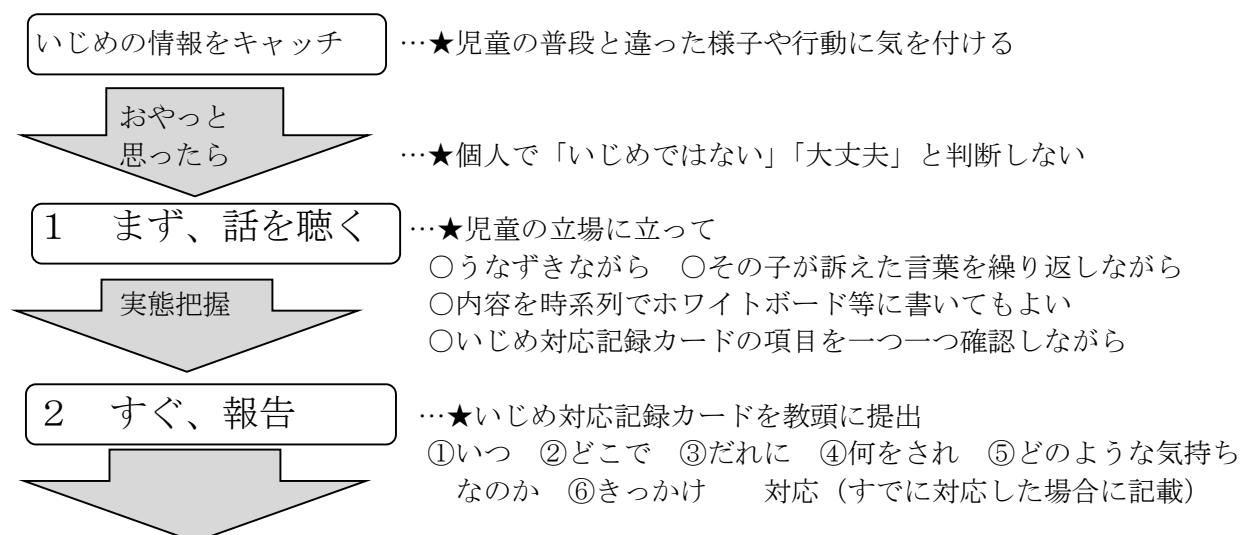 いじめの情報をキャッチ …★児童の普段と違った様子や行動に気を付ける
おやっと
思ったら …★個人で「いじめではない」「大丈夫」と判断しない
１　まず、話を聴く …★児童の立場に立って
○うなずきながら　○その子が訴えた言葉を繰り返しながら
実態把握 ○内容を時系列でホワイトボード等に書いてもよい
○いじめ対応記録カードの項目を一つ一つ確認しながら
２　すぐ、報告 …★いじめ対応記録カードを教頭に提出
①いつ　②どこで　③だれに　④何をされ　⑤どのような気持ち
なのか　⑥きっかけ　　対応（すでに対応した場合に記載）